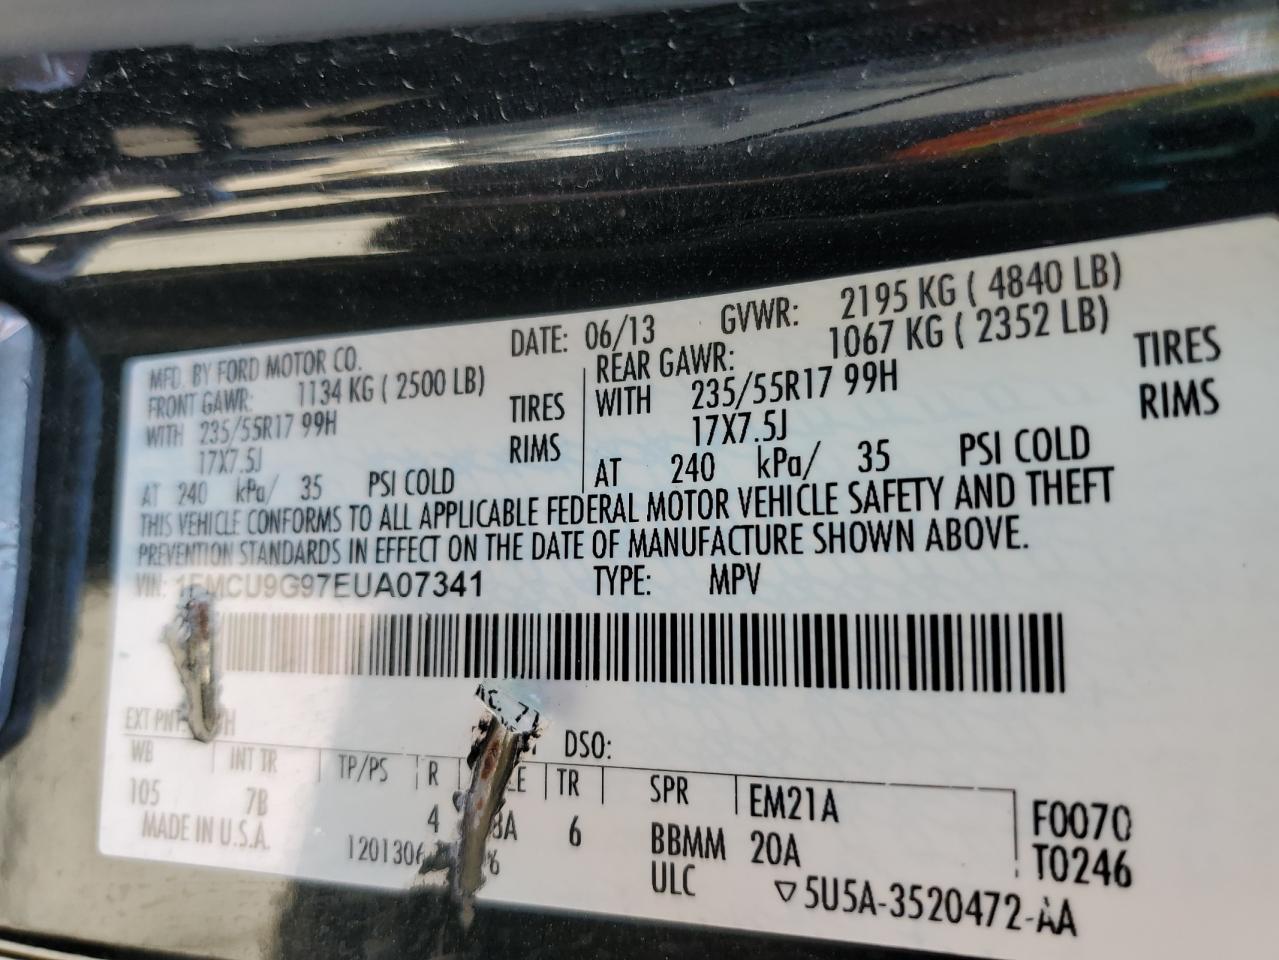 MFD. BY FORD MOTOR CO. DATE: 06/13 GVWR: 2195 KG ( 4840 LB)
FRONT GAWR: 1134 KG ( 2500 LB) REAR GAWR: 1067 KG ( 2352 LB)
WITH 235/55R17 99H TIRES WITH 235/55R17 99H TIRES
17X7.5J RIMS 17X7.5J RIMS
AT 240 kPa/ 35 PSI COLD AT 240 kPa/ 35 PSI COLD
THIS VEHICLE CONFORMS TO ALL APPLICABLE FEDERAL MOTOR VEHICLE SAFETY AND THEFT
PREVENTION STANDARDS IN EFFECT ON THE DATE OF MANUFACTURE SHOWN ABOVE.
VIN: 1FMCU9G97EUA07341 TYPE: MPV
EXT PNT: DSO:
WB INT TR TP/PS R TR SPR EM21A F0070
105 7B 4 6 BBMM 20A T0246
MADE IN U.S.A. ULC ▽5U5A-3520472-AA